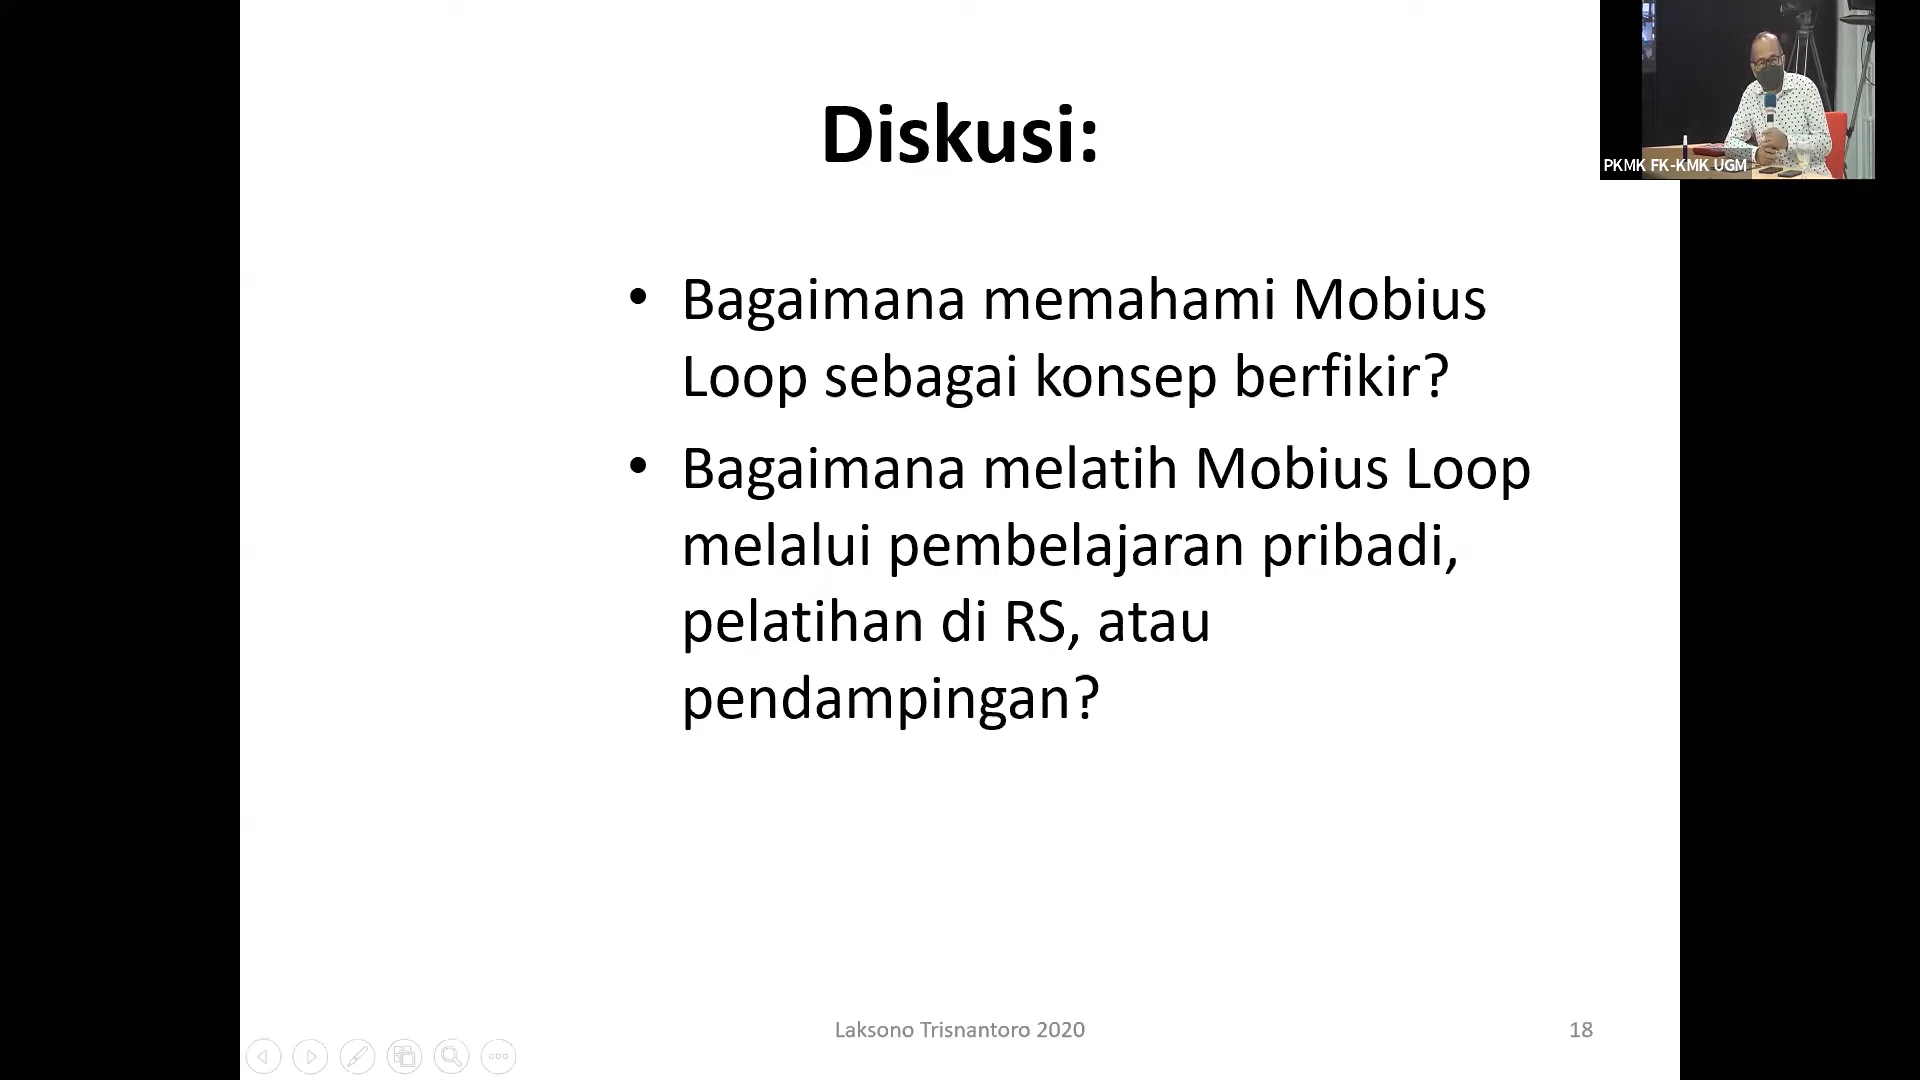 Diskusi:
PKMK FK-KMK UGM
• Bagaimana memahami Mobius
Loop sebagai konsep berfikir?
• Bagaimana melatih Mobius Loop
melalui pembelajaran pribadi,
pelatihan di RS, atau
pendampingan?
Laksono Trisnantoro 2020
18